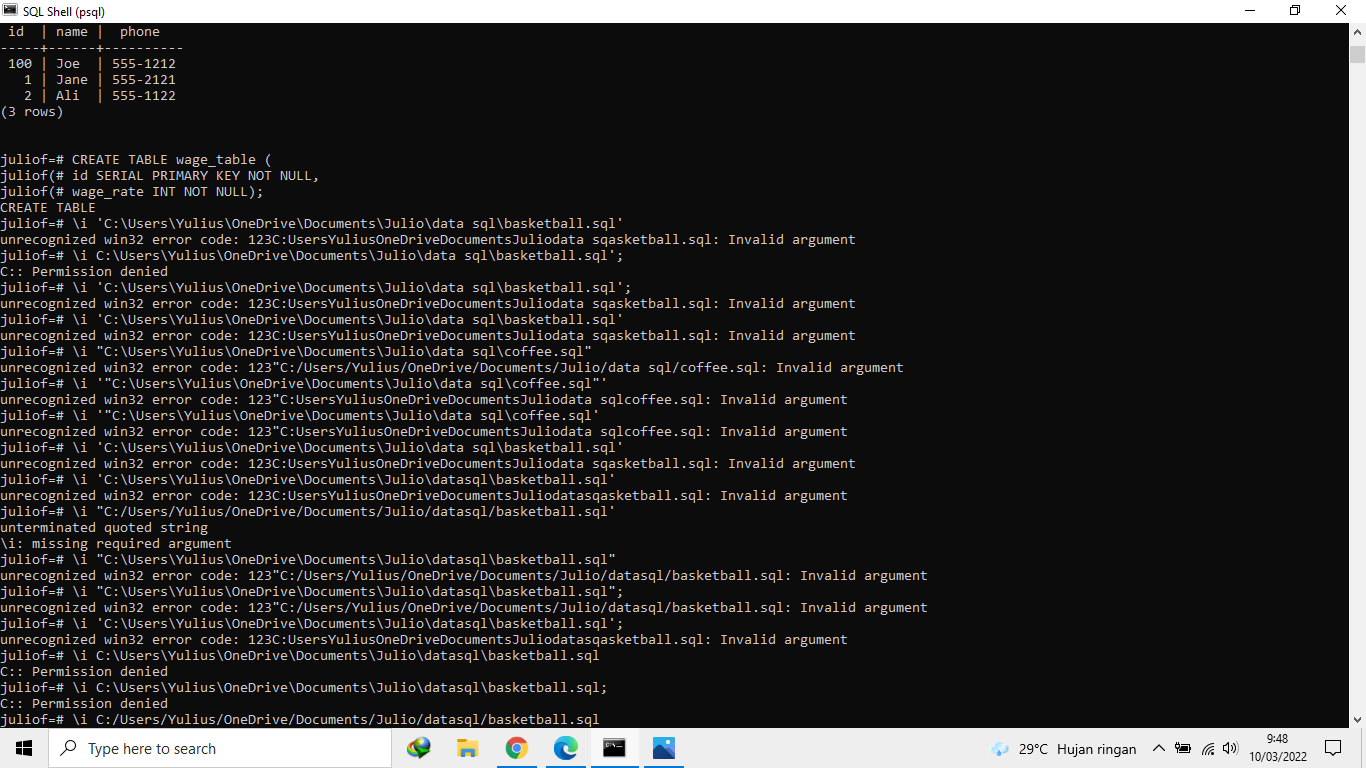 SQL Shell (psql)
 id  | name |  phone
-----+------+----------
 100 | Joe  | 555-1212
   1 | Jane | 555-2121
   2 | Ali  | 555-1122
(3 rows)
juliof=# CREATE TABLE wage_table (
juliof(# id SERIAL PRIMARY KEY NOT NULL,
juliof(# wage_rate INT NOT NULL);
CREATE TABLE
juliof=# \i 'C:\Users\Yulius\OneDrive\Documents\Julio\data sql\basketball.sql'
unrecognized win32 error code: 123C:UsersYuliusOneDriveDocumentsJuliodata sqasketball.sql: Invalid argument
juliof=# \i C:\Users\Yulius\OneDrive\Documents\Julio\data sql\basketball.sql';
C:: Permission denied
juliof=# \i 'C:\Users\Yulius\OneDrive\Documents\Julio\data sql\basketball.sql';
unrecognized win32 error code: 123C:UsersYuliusOneDriveDocumentsJuliodata sqasketball.sql: Invalid argument
juliof=# \i 'C:\Users\Yulius\OneDrive\Documents\Julio\data sql\basketball.sql'
unrecognized win32 error code: 123C:UsersYuliusOneDriveDocumentsJuliodata sqasketball.sql: Invalid argument
juliof=# \i "C:\Users\Yulius\OneDrive\Documents\Julio\data sql\coffee.sql"
unrecognized win32 error code: 123"C:/Users/Yulius/OneDrive/Documents/Julio/data sql/coffee.sql: Invalid argument
juliof=# \i '"C:\Users\Yulius\OneDrive\Documents\Julio\data sql\coffee.sql"'
unrecognized win32 error code: 123"C:UsersYuliusOneDriveDocumentsJuliodata sqlcoffee.sql: Invalid argument
juliof=# \i '"C:\Users\Yulius\OneDrive\Documents\Julio\data sql\coffee.sql'
unrecognized win32 error code: 123"C:UsersYuliusOneDriveDocumentsJuliodata sqlcoffee.sql: Invalid argument
juliof=# \i 'C:\Users\Yulius\OneDrive\Documents\Julio\data sql\basketball.sql'
unrecognized win32 error code: 123C:UsersYuliusOneDriveDocumentsJuliodata sqasketball.sql: Invalid argument
juliof=# \i 'C:\Users\Yulius\OneDrive\Documents\Julio\datasql\basketball.sql'
unrecognized win32 error code: 123C:UsersYuliusOneDriveDocumentsJuliodatasqasketball.sql: Invalid argument
juliof=# \i "C:/Users/Yulius/OneDrive/Documents/Julio/datasql/basketball.sql'
unterminated quoted string
\i: missing required argument
juliof=# \i "C:\Users\Yulius\OneDrive\Documents\Julio\datasql\basketball.sql"
unrecognized win32 error code: 123"C:/Users/Yulius/OneDrive/Documents/Julio/datasql/basketball.sql: Invalid argument
juliof=# \i "C:\Users\Yulius\OneDrive\Documents\Julio\datasql\basketball.sql";
unrecognized win32 error code: 123"C:/Users/Yulius/OneDrive/Documents/Julio/datasql/basketball.sql: Invalid argument
juliof=# \i 'C:\Users\Yulius\OneDrive\Documents\Julio\datasql\basketball.sql';
unrecognized win32 error code: 123C:UsersYuliusOneDriveDocumentsJuliodatasqasketball.sql: Invalid argument
juliof=# \i C:\Users\Yulius\OneDrive\Documents\Julio\datasql\basketball.sql
C:: Permission denied
juliof=# \i C:\Users\Yulius\OneDrive\Documents\Julio\datasql\basketball.sql;
C:: Permission denied
juliof=# \i C:/Users/Yulius/OneDrive/Documents/Julio/datasql/basketball.sql
Type here to search
29°C Hujan ringan
9:48
10/03/2022